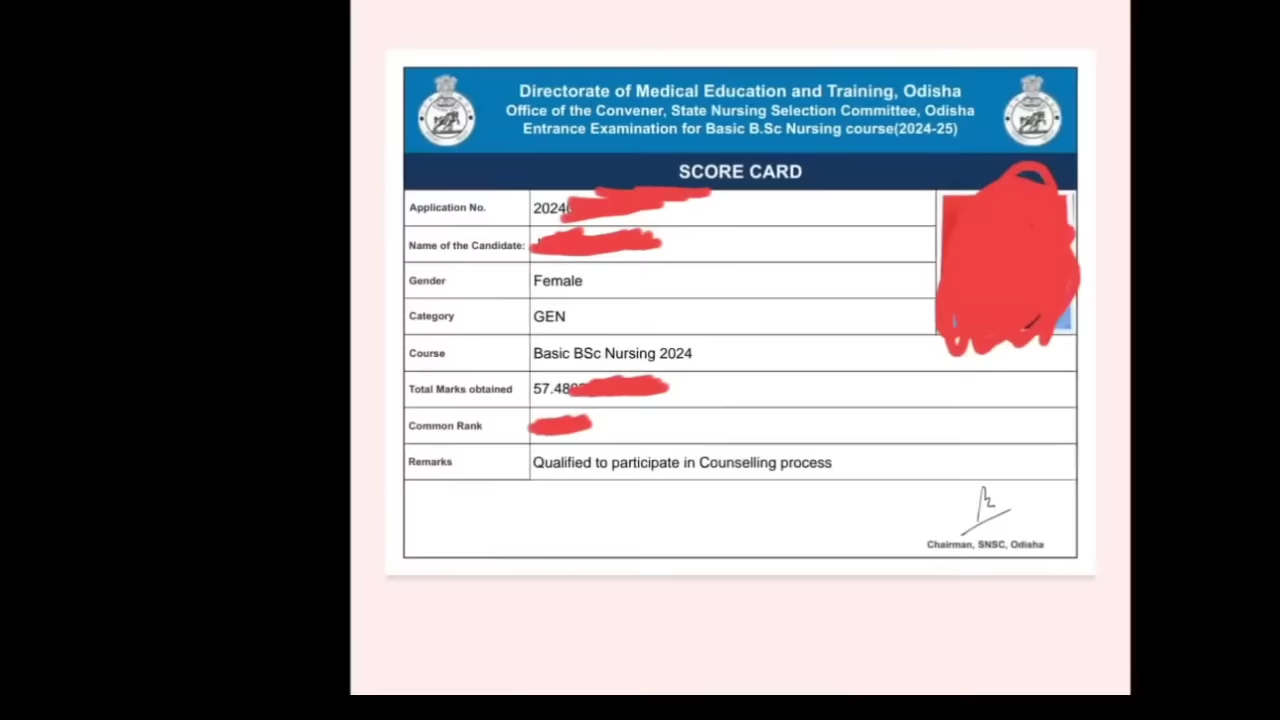 Directorate of Medical Education and Training, Odisha
Office of the Convener, State Nursing Selection Committee, Odisha
Entrance Examination for Basic B.Sc Nursing course(2024-25)
SCORE CARD
Application No. 2024
Name of the Candidate:
Gender Female
Category GEN
Course Basic BSc Nursing 2024
Total Marks obtained 57.48
Common Rank
Remarks Qualified to participate in Counselling process
Chairman, SNSC, Odisha